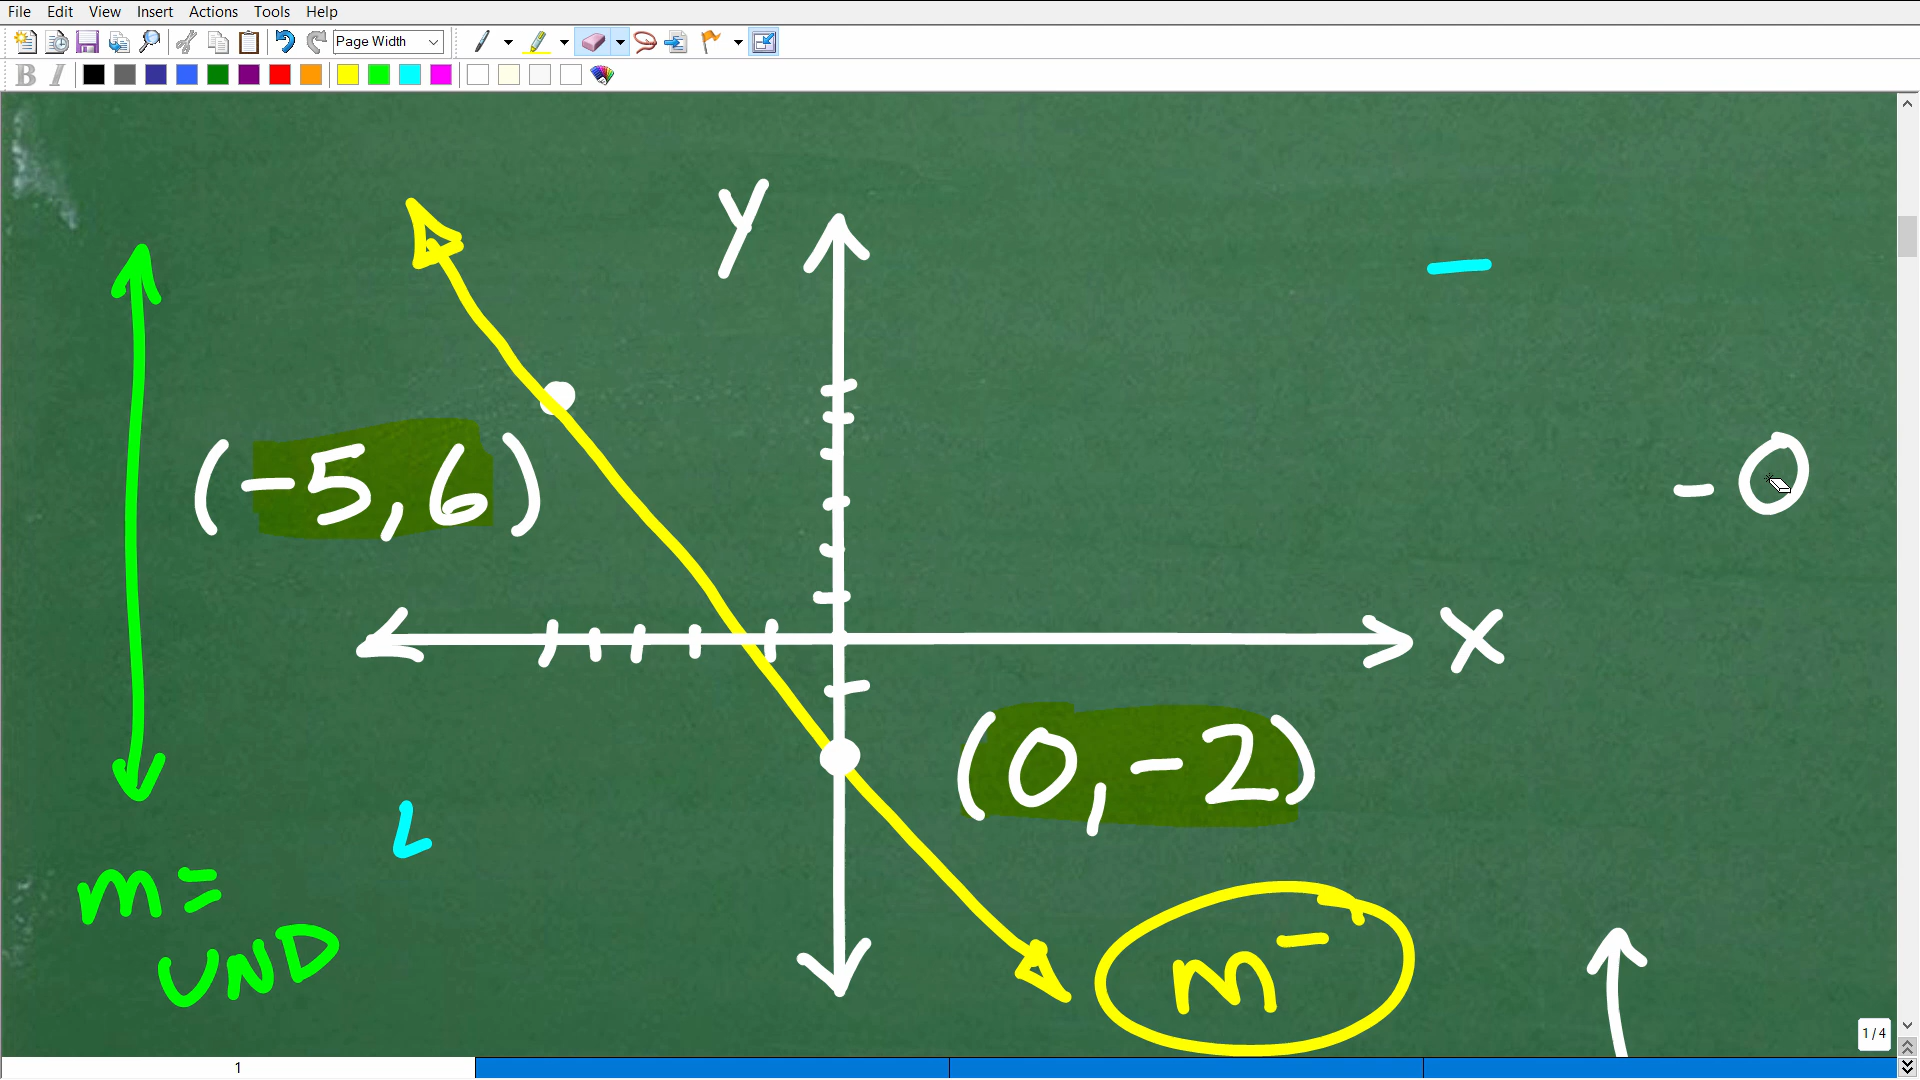 File Edit View Insert Actions Tools Help
Page Width
B I
y
(-5,6)
- 0
x
(0,-2)
m=
UND
m-
1 / 4
1